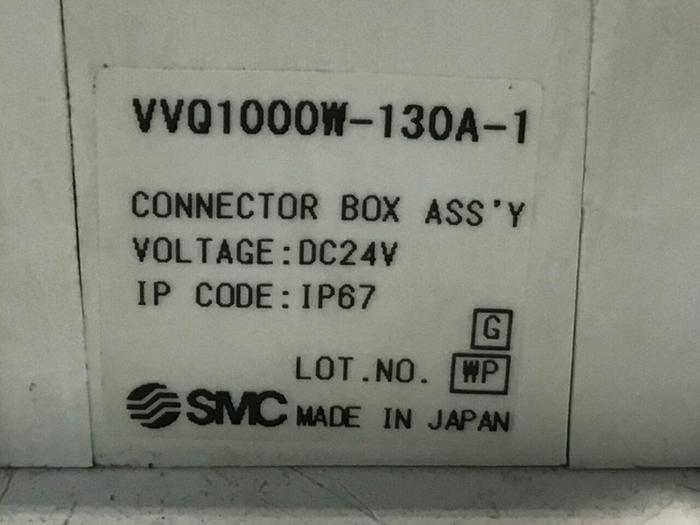 VVQ1000W-130A-1
CONNECTOR BOX ASS'Y
VOLTAGE:DC24V
IP CODE:IP67
G
LOT.NO. WP
SMC MADE IN JAPAN